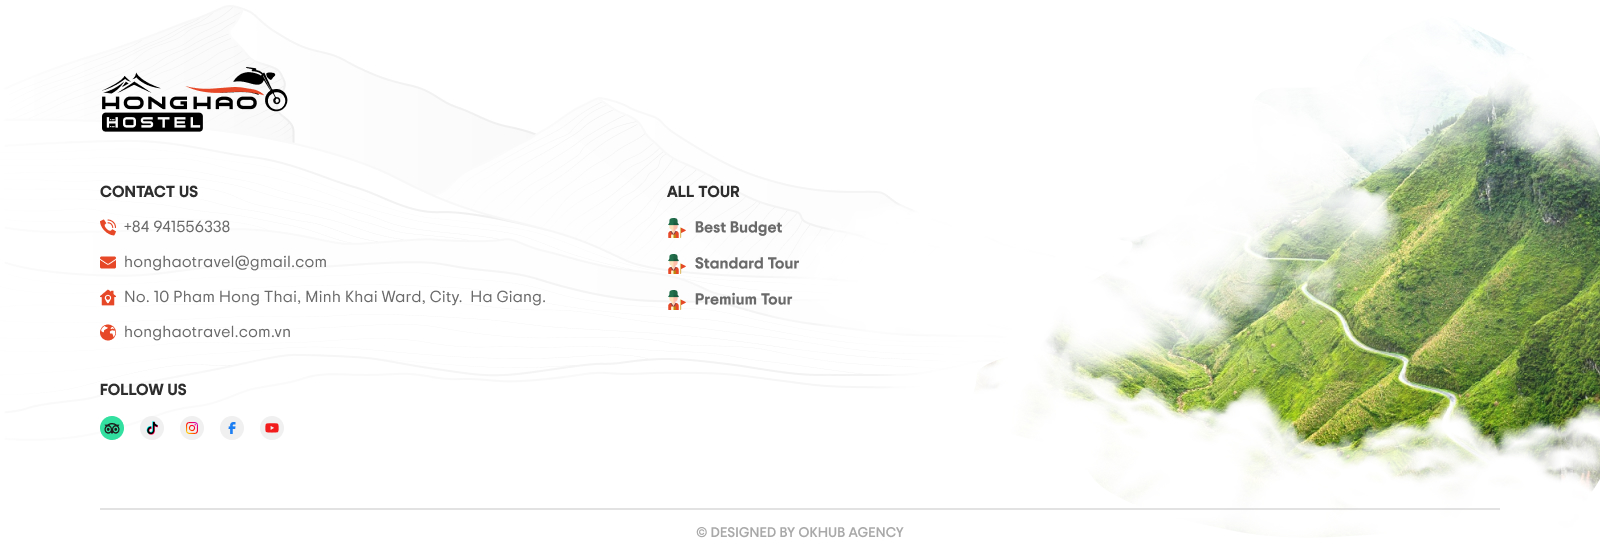 HONGHAO
HOSTEL
CONTACT US
+84 941556338
honghaotravel@gmail.com
No. 10 Pham Hong Thai, Minh Khai Ward, City.  Ha Giang.
honghaotravel.com.vn
FOLLOW US
ALL TOUR
Best Budget
Standard Tour
Premium Tour
© DESIGNED BY OKHUB AGENCY